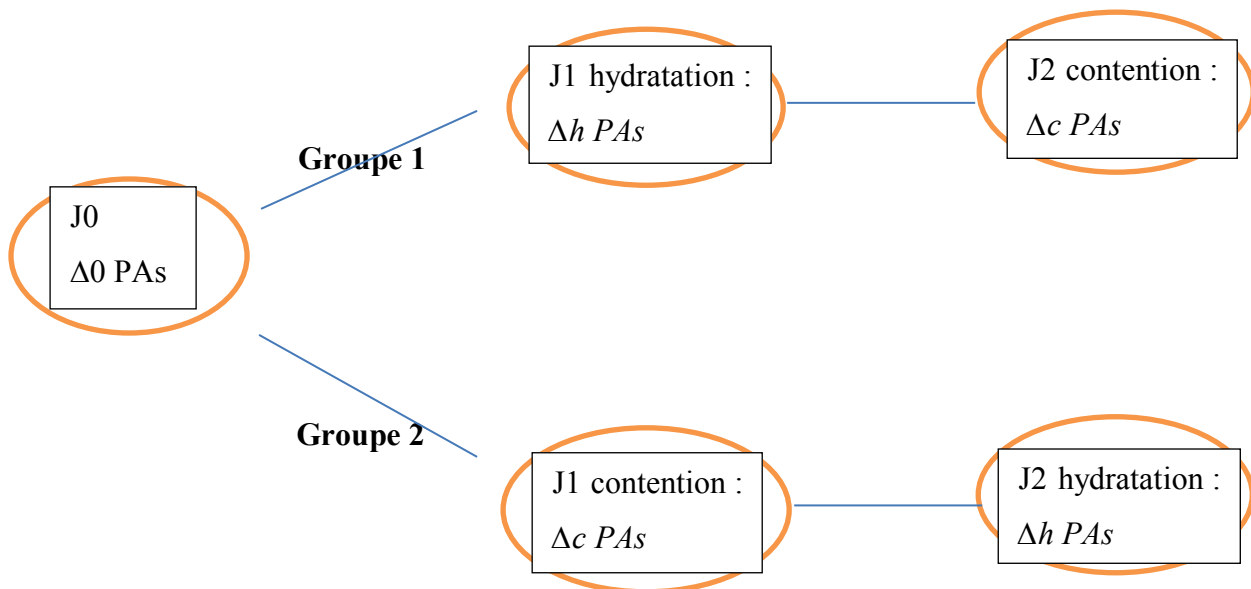 J0
Δ0 PAs
Groupe 1
J1 hydratation :
Δh PAs
J2 contention :
Δc PAs
Groupe 2
J1 contention :
Δc PAs
J2 hydratation :
Δh PAs